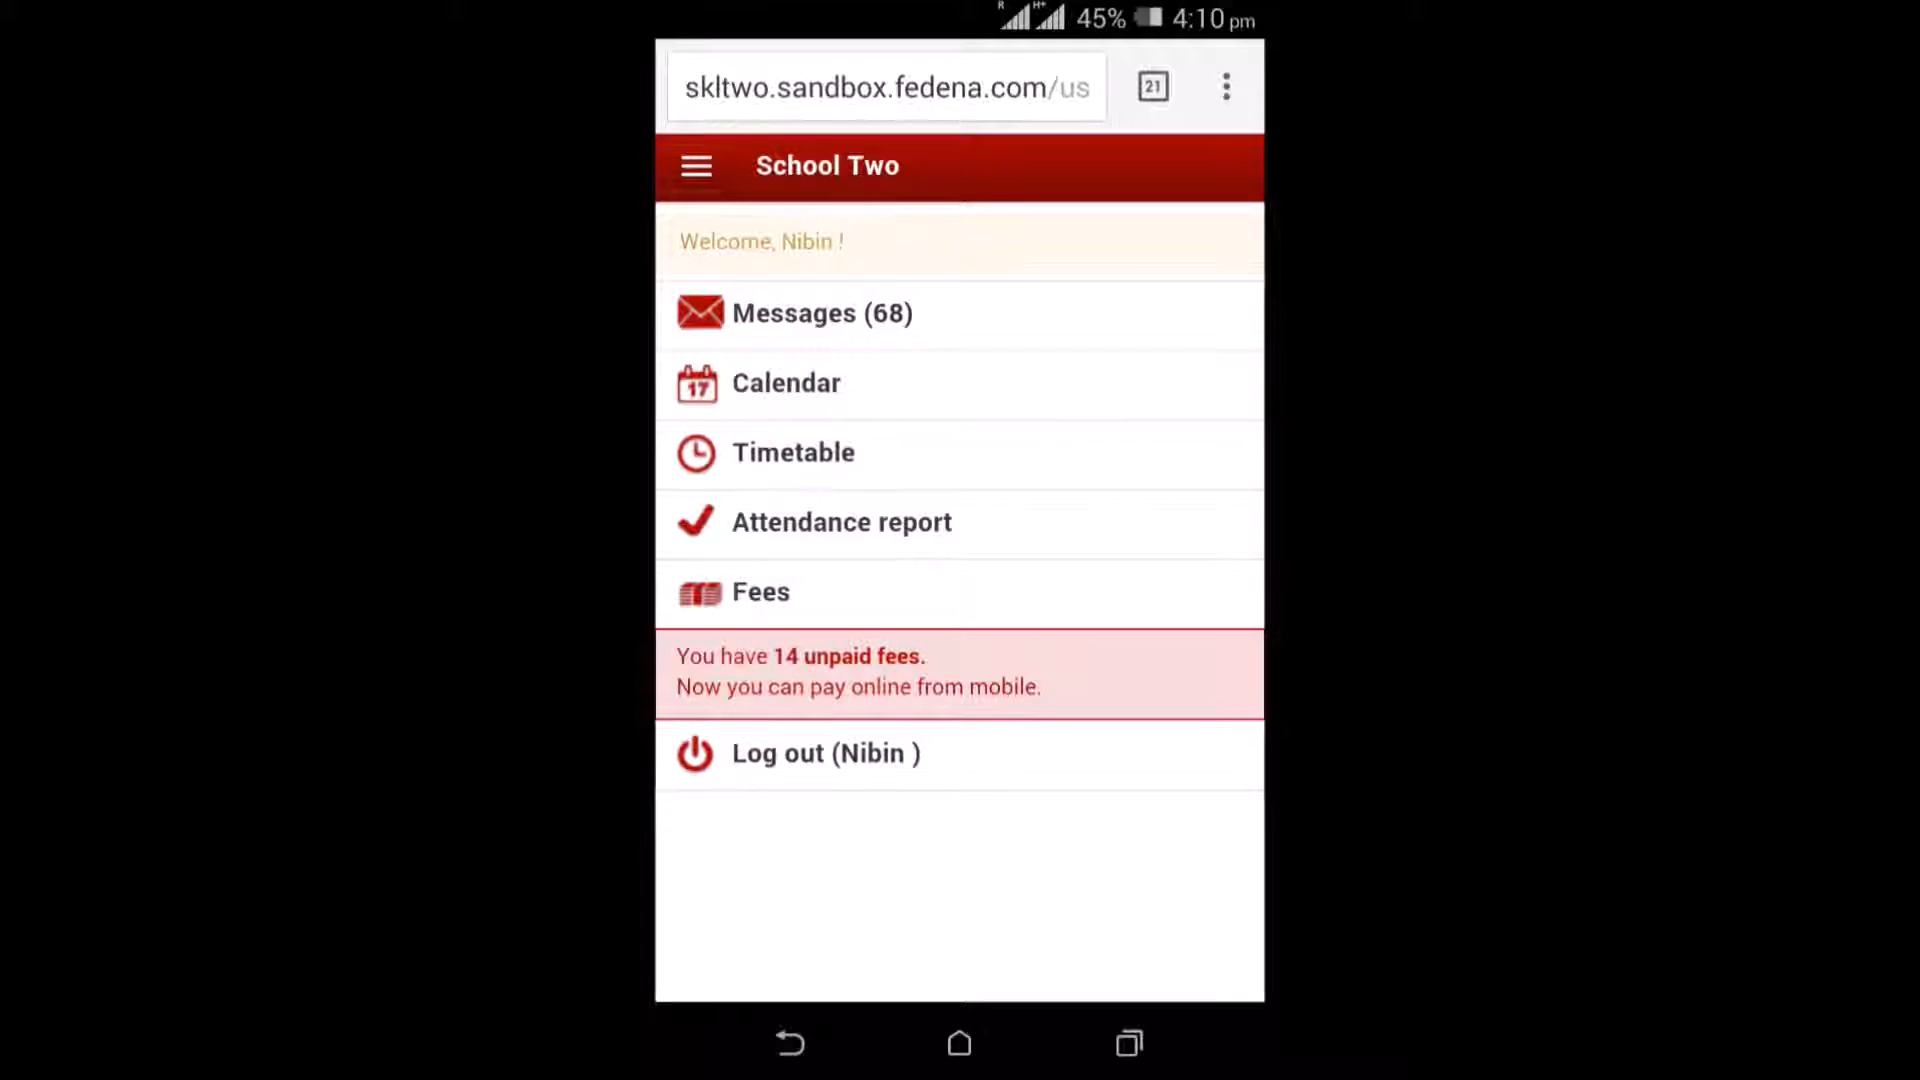 R H+ 45% 4:10 pm
skltwo.sandbox.fedena.com/us
21
School Two
Welcome, Nibin !
Messages (68)
17
Calendar
Timetable
Attendance report
Fees
You have 14 unpaid fees.
Now you can pay online from mobile.
Log out (Nibin )